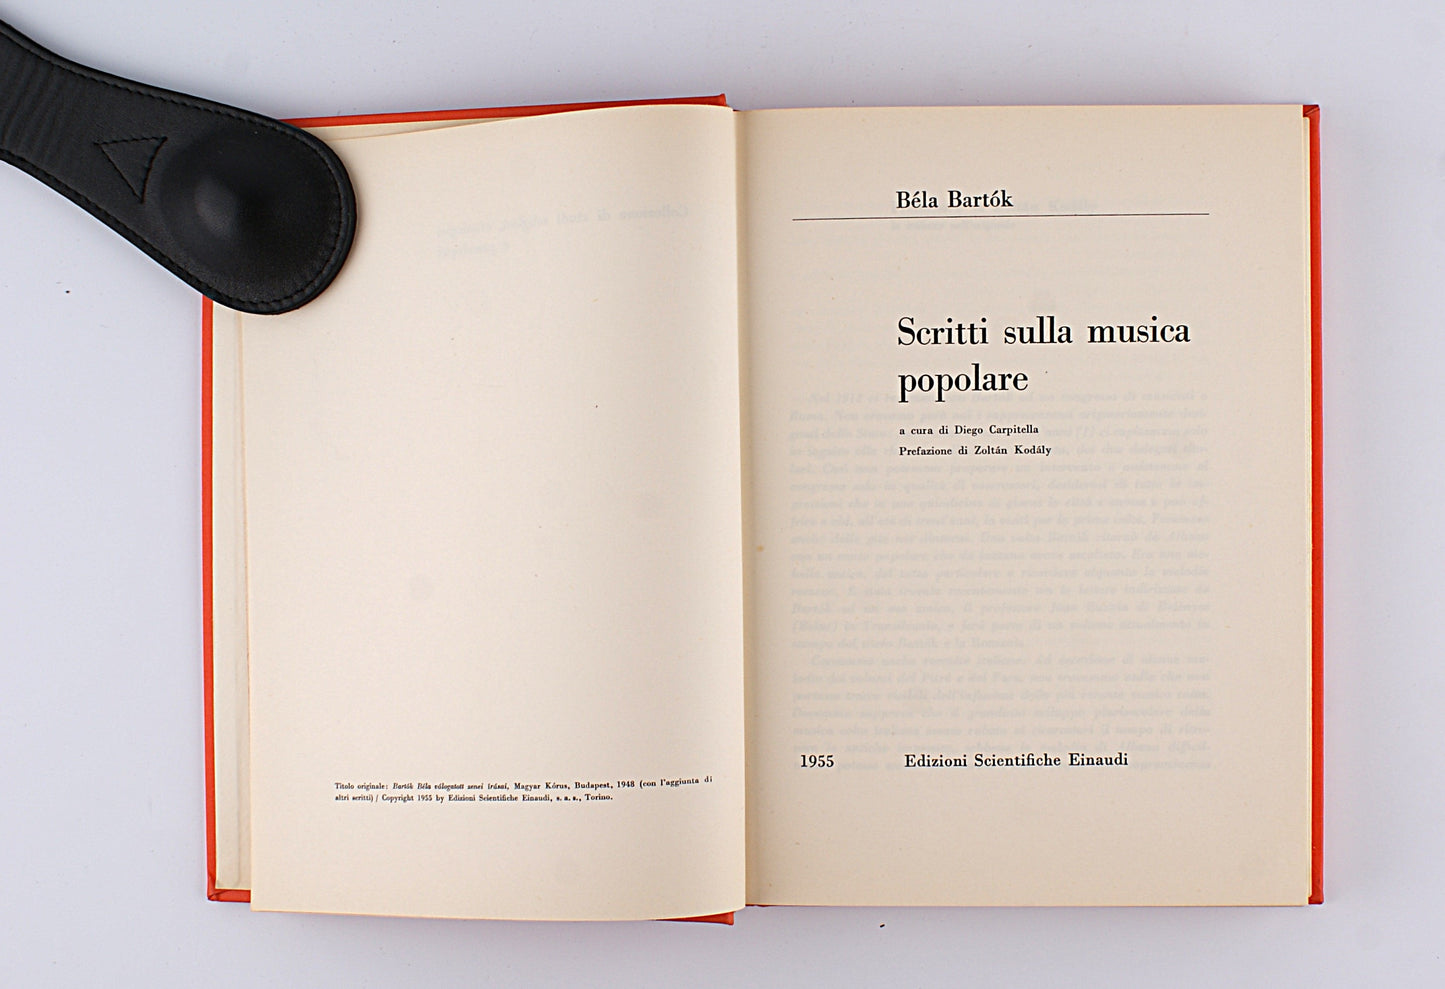 Titolo originale: Bartók Béla válogatott zenei írásai, Magyar Kórus, Budapest, 1948 (con l'aggiunta di
altri scritti) / Copyright 1955 by Edizioni Scientifiche Einaudi, s. a. s., Torino.
Béla Bartók
Scritti sulla musica
popolare
a cura di Diego Carpitella
Prefazione di Zoltán Kodály
1955 Edizioni Scientifiche Einaudi